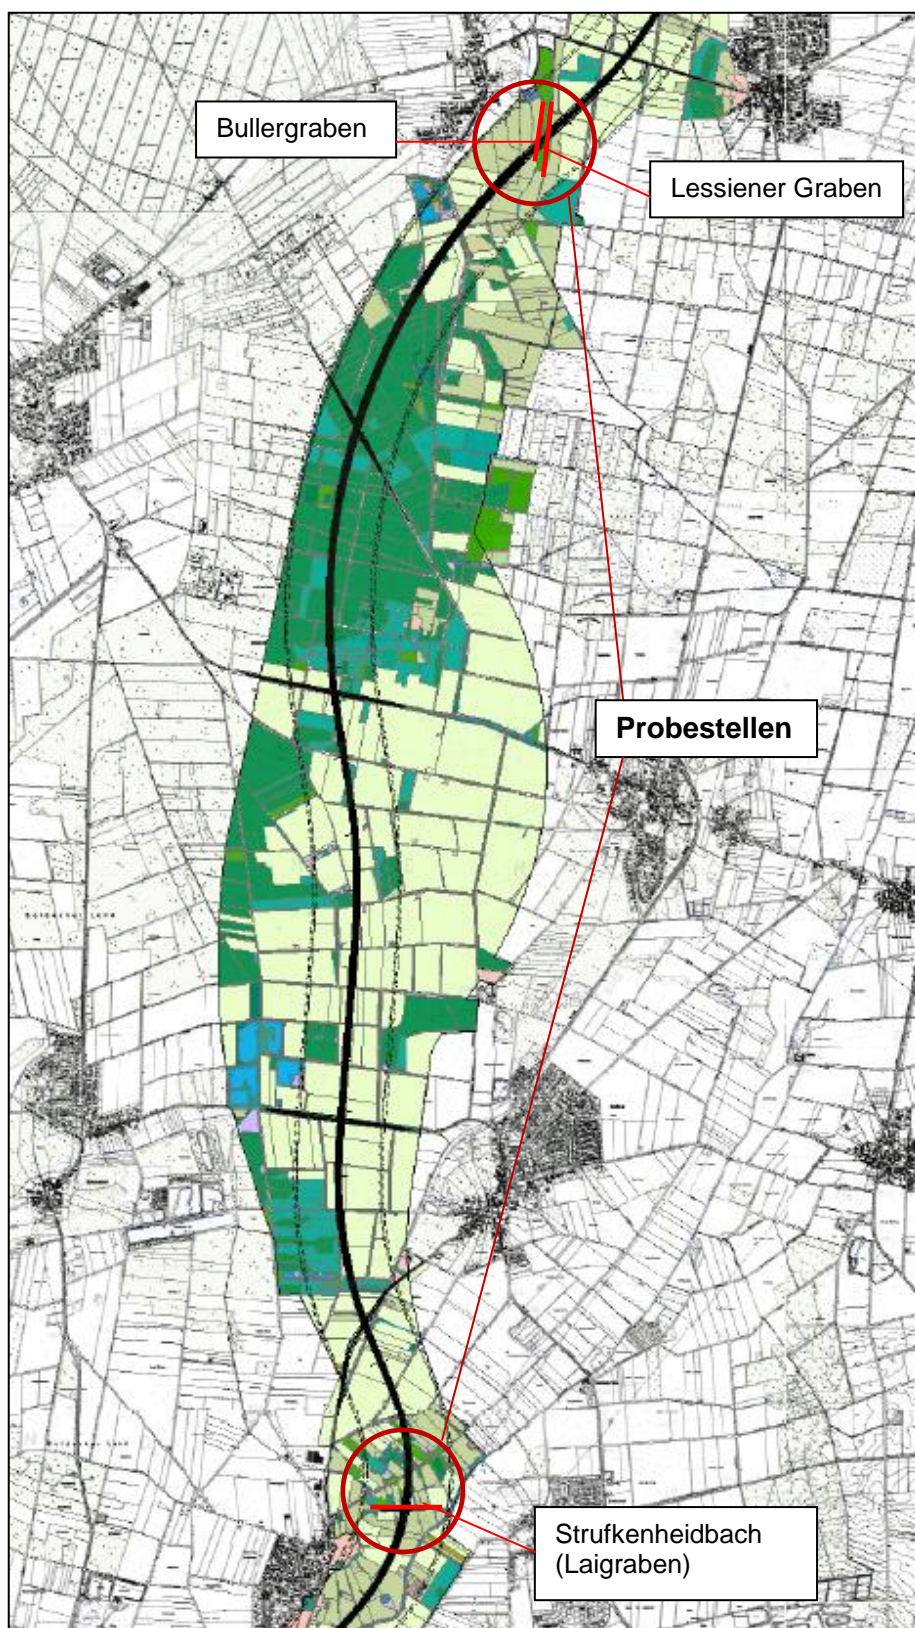 Bullergraben
Lessiener Graben
Probestellen
Strufkenheidbach
(Laigraben)